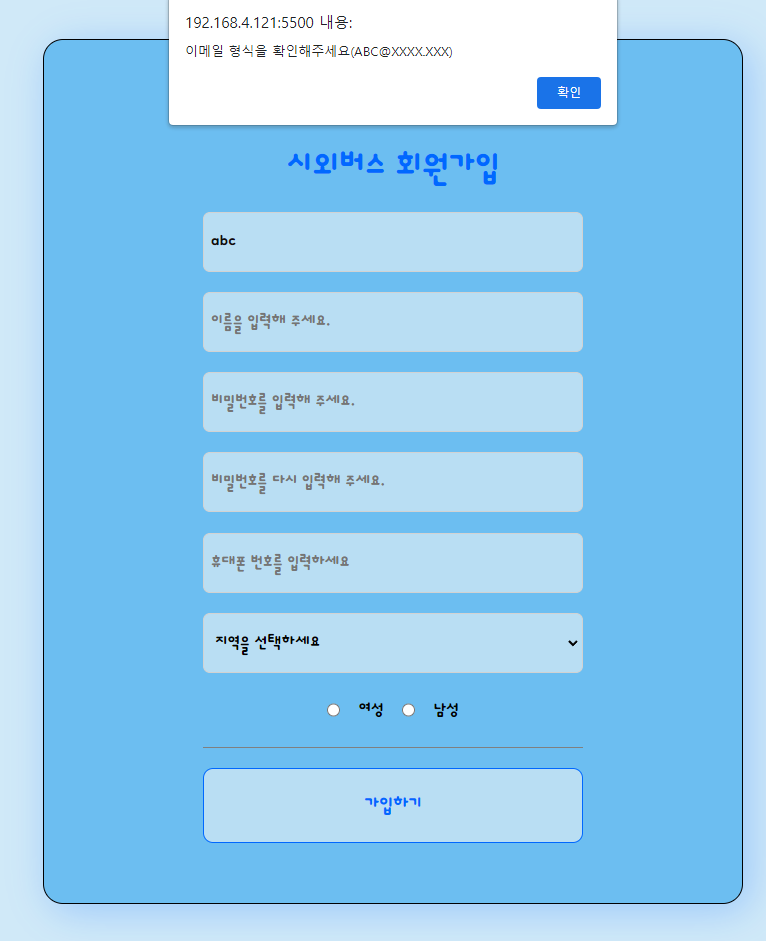 192.168.4.121:5500 내용:
이메일 형식을 확인해주세요(ABC@XXXX.XXX)
확인
시외버스 회원가입
abc
이름을 입력해 주세요.
비밀번호를 입력해 주세요.
비밀번호를 다시 입력해 주세요.
휴대폰 번호를 입력하세요
지역을 선택하세요
여성 남성
가입하기